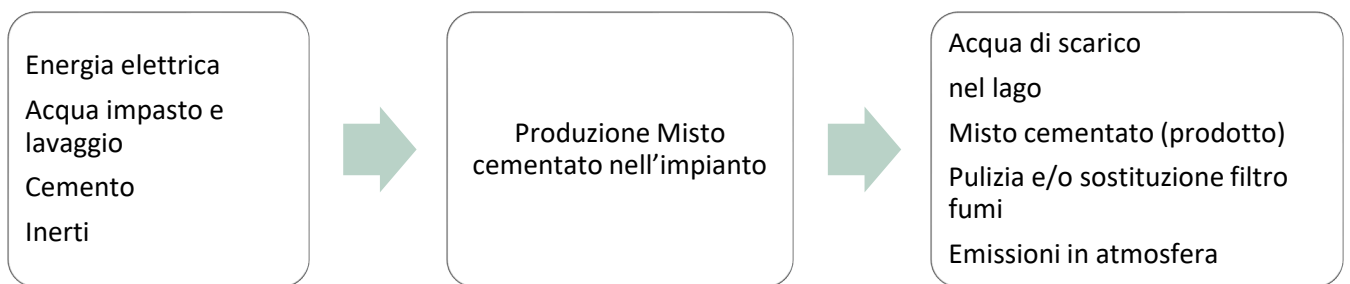 Energia elettrica
Acqua impasto e
lavaggio
Cemento
Inerti
Produzione Misto
cementato nell’impianto
Acqua di scarico
nel lago
Misto cementato (prodotto)
Pulizia e/o sostituzione filtro
fumi
Emissioni in atmosfera